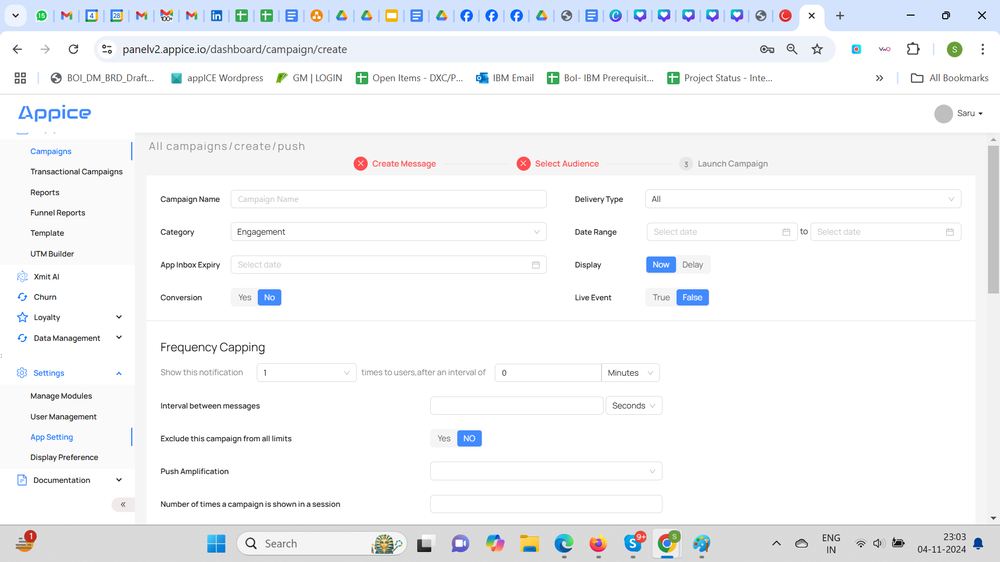 15
4
28
100+
panelv2.appice.io/dashboard/campaign/create
VWO
S
BOI_DM_BRD_Draft...
appICE Wordpress
GM | LOGIN
Open Items - DXC/P...
IBM Email
BoI- IBM Prerequisit...
Project Status - Inte...
All Bookmarks
Appice
Saru
Campaigns
Transactional Campaigns
Reports
Funnel Reports
Template
UTM Builder
Xmit AI
Churn
Loyalty
Data Management
:
Settings
Manage Modules
User Management
App Setting
Display Preference
Documentation
All campaigns/create/push
Create Message
Select Audience
3 Launch Campaign
Campaign Name Campaign Name Delivery Type All
Category Engagement Date Range Select date to Select date
App Inbox Expiry Select date Display Now Delay
Conversion Yes No Live Event True False
Frequency Capping
Show this notification 1 times to users,after an interval of 0 Minutes
Interval between messages Seconds
Exclude this campaign from all limits Yes NO
Push Amplification
Number of times a campaign is shown in a session
1
Search
9+
S
ENG
IN
23:03
04-11-2024